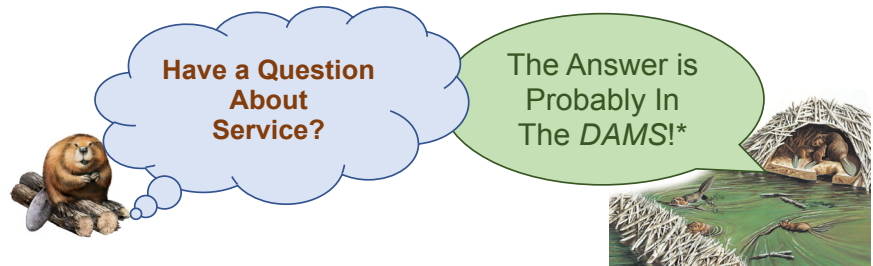 Have a Question
About
Service?
The Answer is
Probably In
The DAMS!*